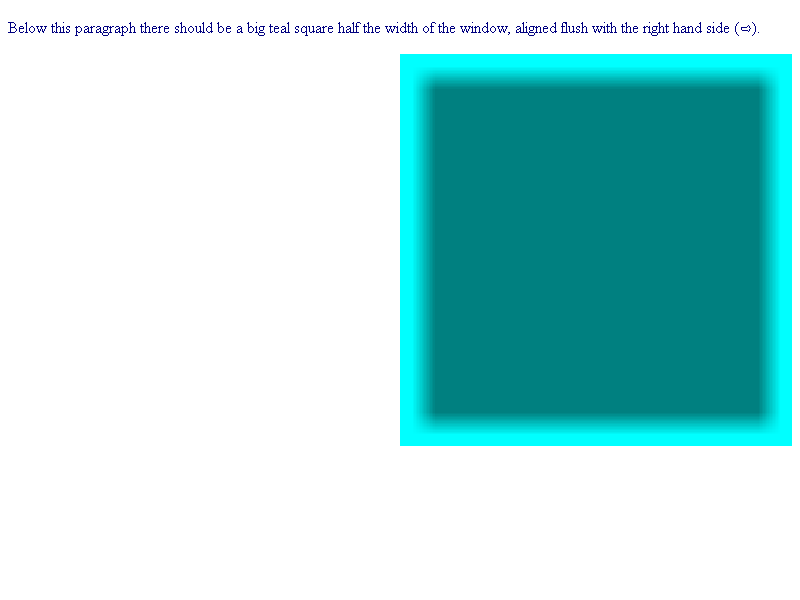 Below this paragraph there should be a big teal square half the width of the window, aligned flush with the right hand side (⇨).